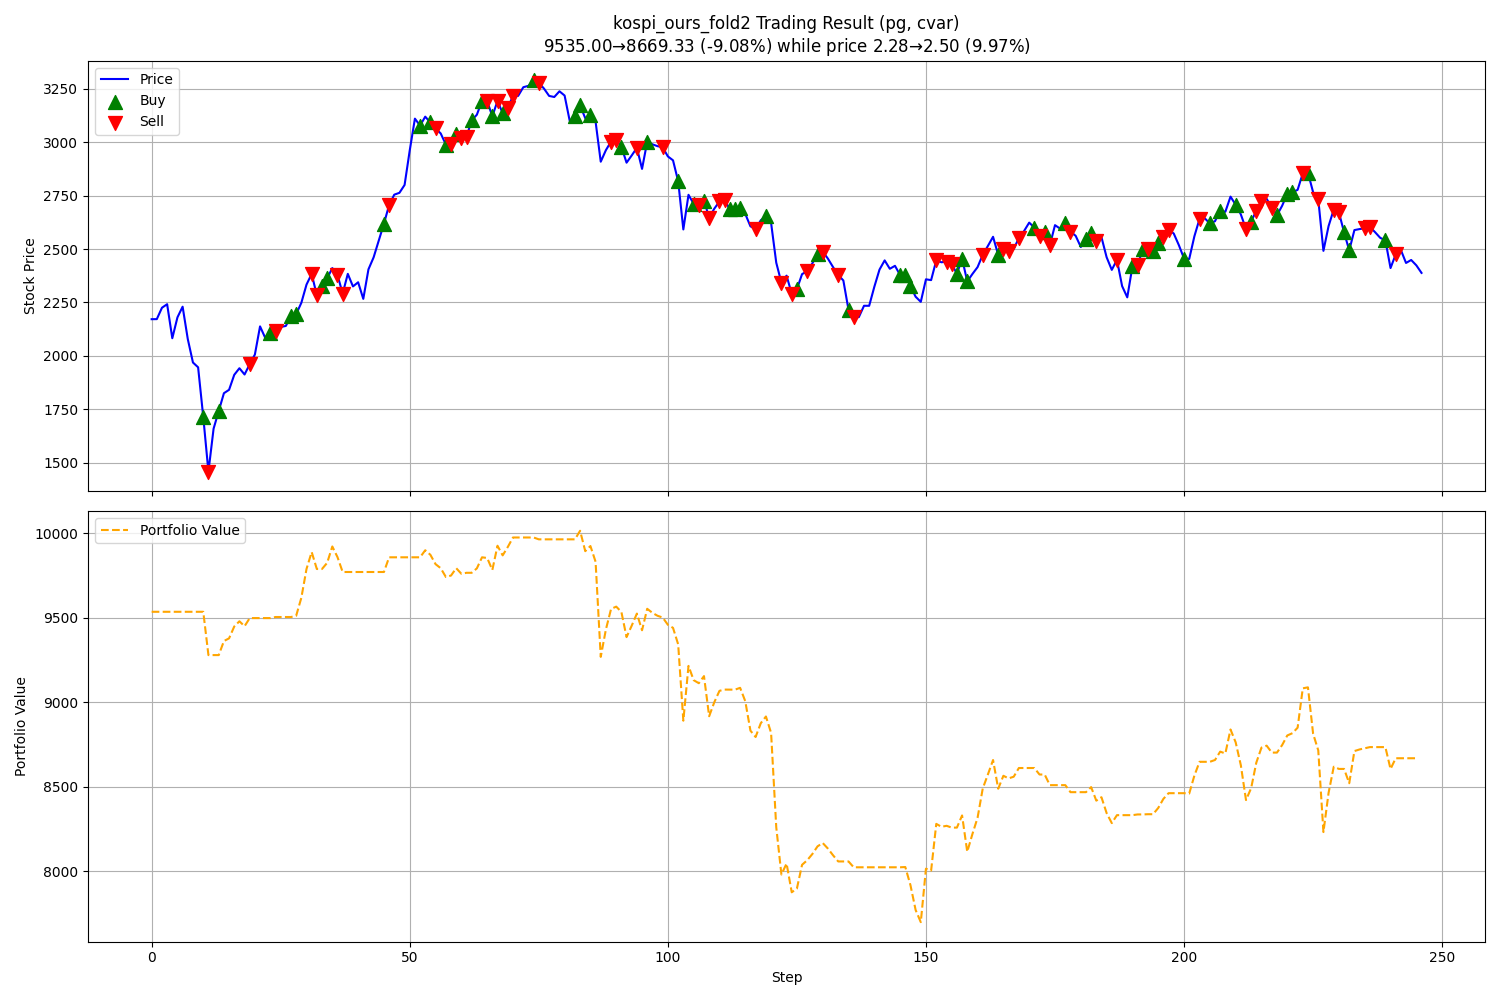 kospi_ours_fold2 Trading Result (pg, cvar)
9535.00→8669.33 (-9.08%) while price 2.28→2.50 (9.97%)
Price
Buy
Sell
3250
3000
2750
2500
2250
2000
1750
1500
Stock Price
Portfolio Value
10000
9500
9000
8500
8000
Portfolio Value
0 50 100 150 200 250
Step